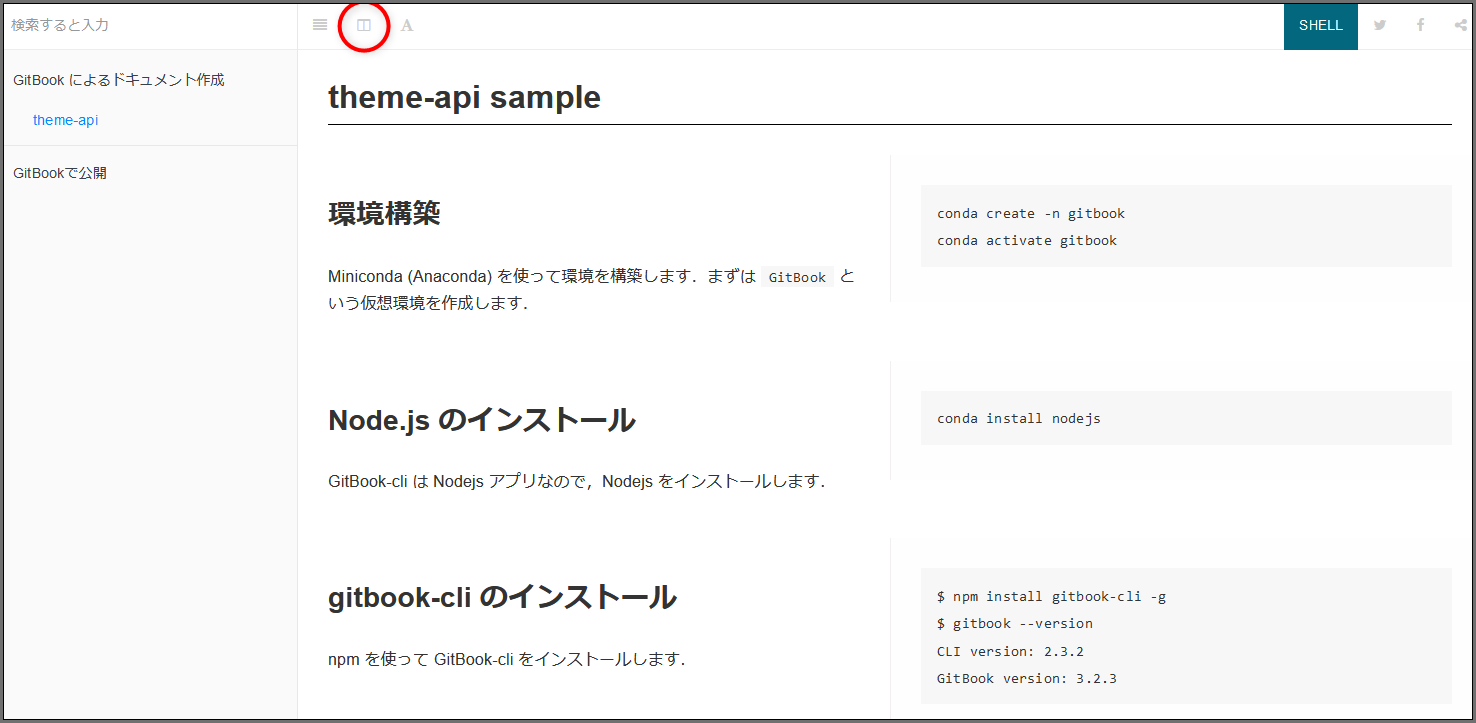 検索すると入力
A
SHELL
GitBook によるドキュメント作成
theme-api
GitBookで公開
theme-api sample
環境構築
Miniconda (Anaconda) を使って環境を構築します．まずは GitBook と
いう仮想環境を作成します．
conda create -n gitbook
conda activate gitbook
Node.js のインストール
GitBook-cli は Nodejs アプリなので，Nodejs をインストールします．
conda install nodejs
gitbook-cli のインストール
npm を使って GitBook-cli をインストールします．
$ npm install gitbook-cli -g
$ gitbook --version
CLI version: 2.3.2
GitBook version: 3.2.3